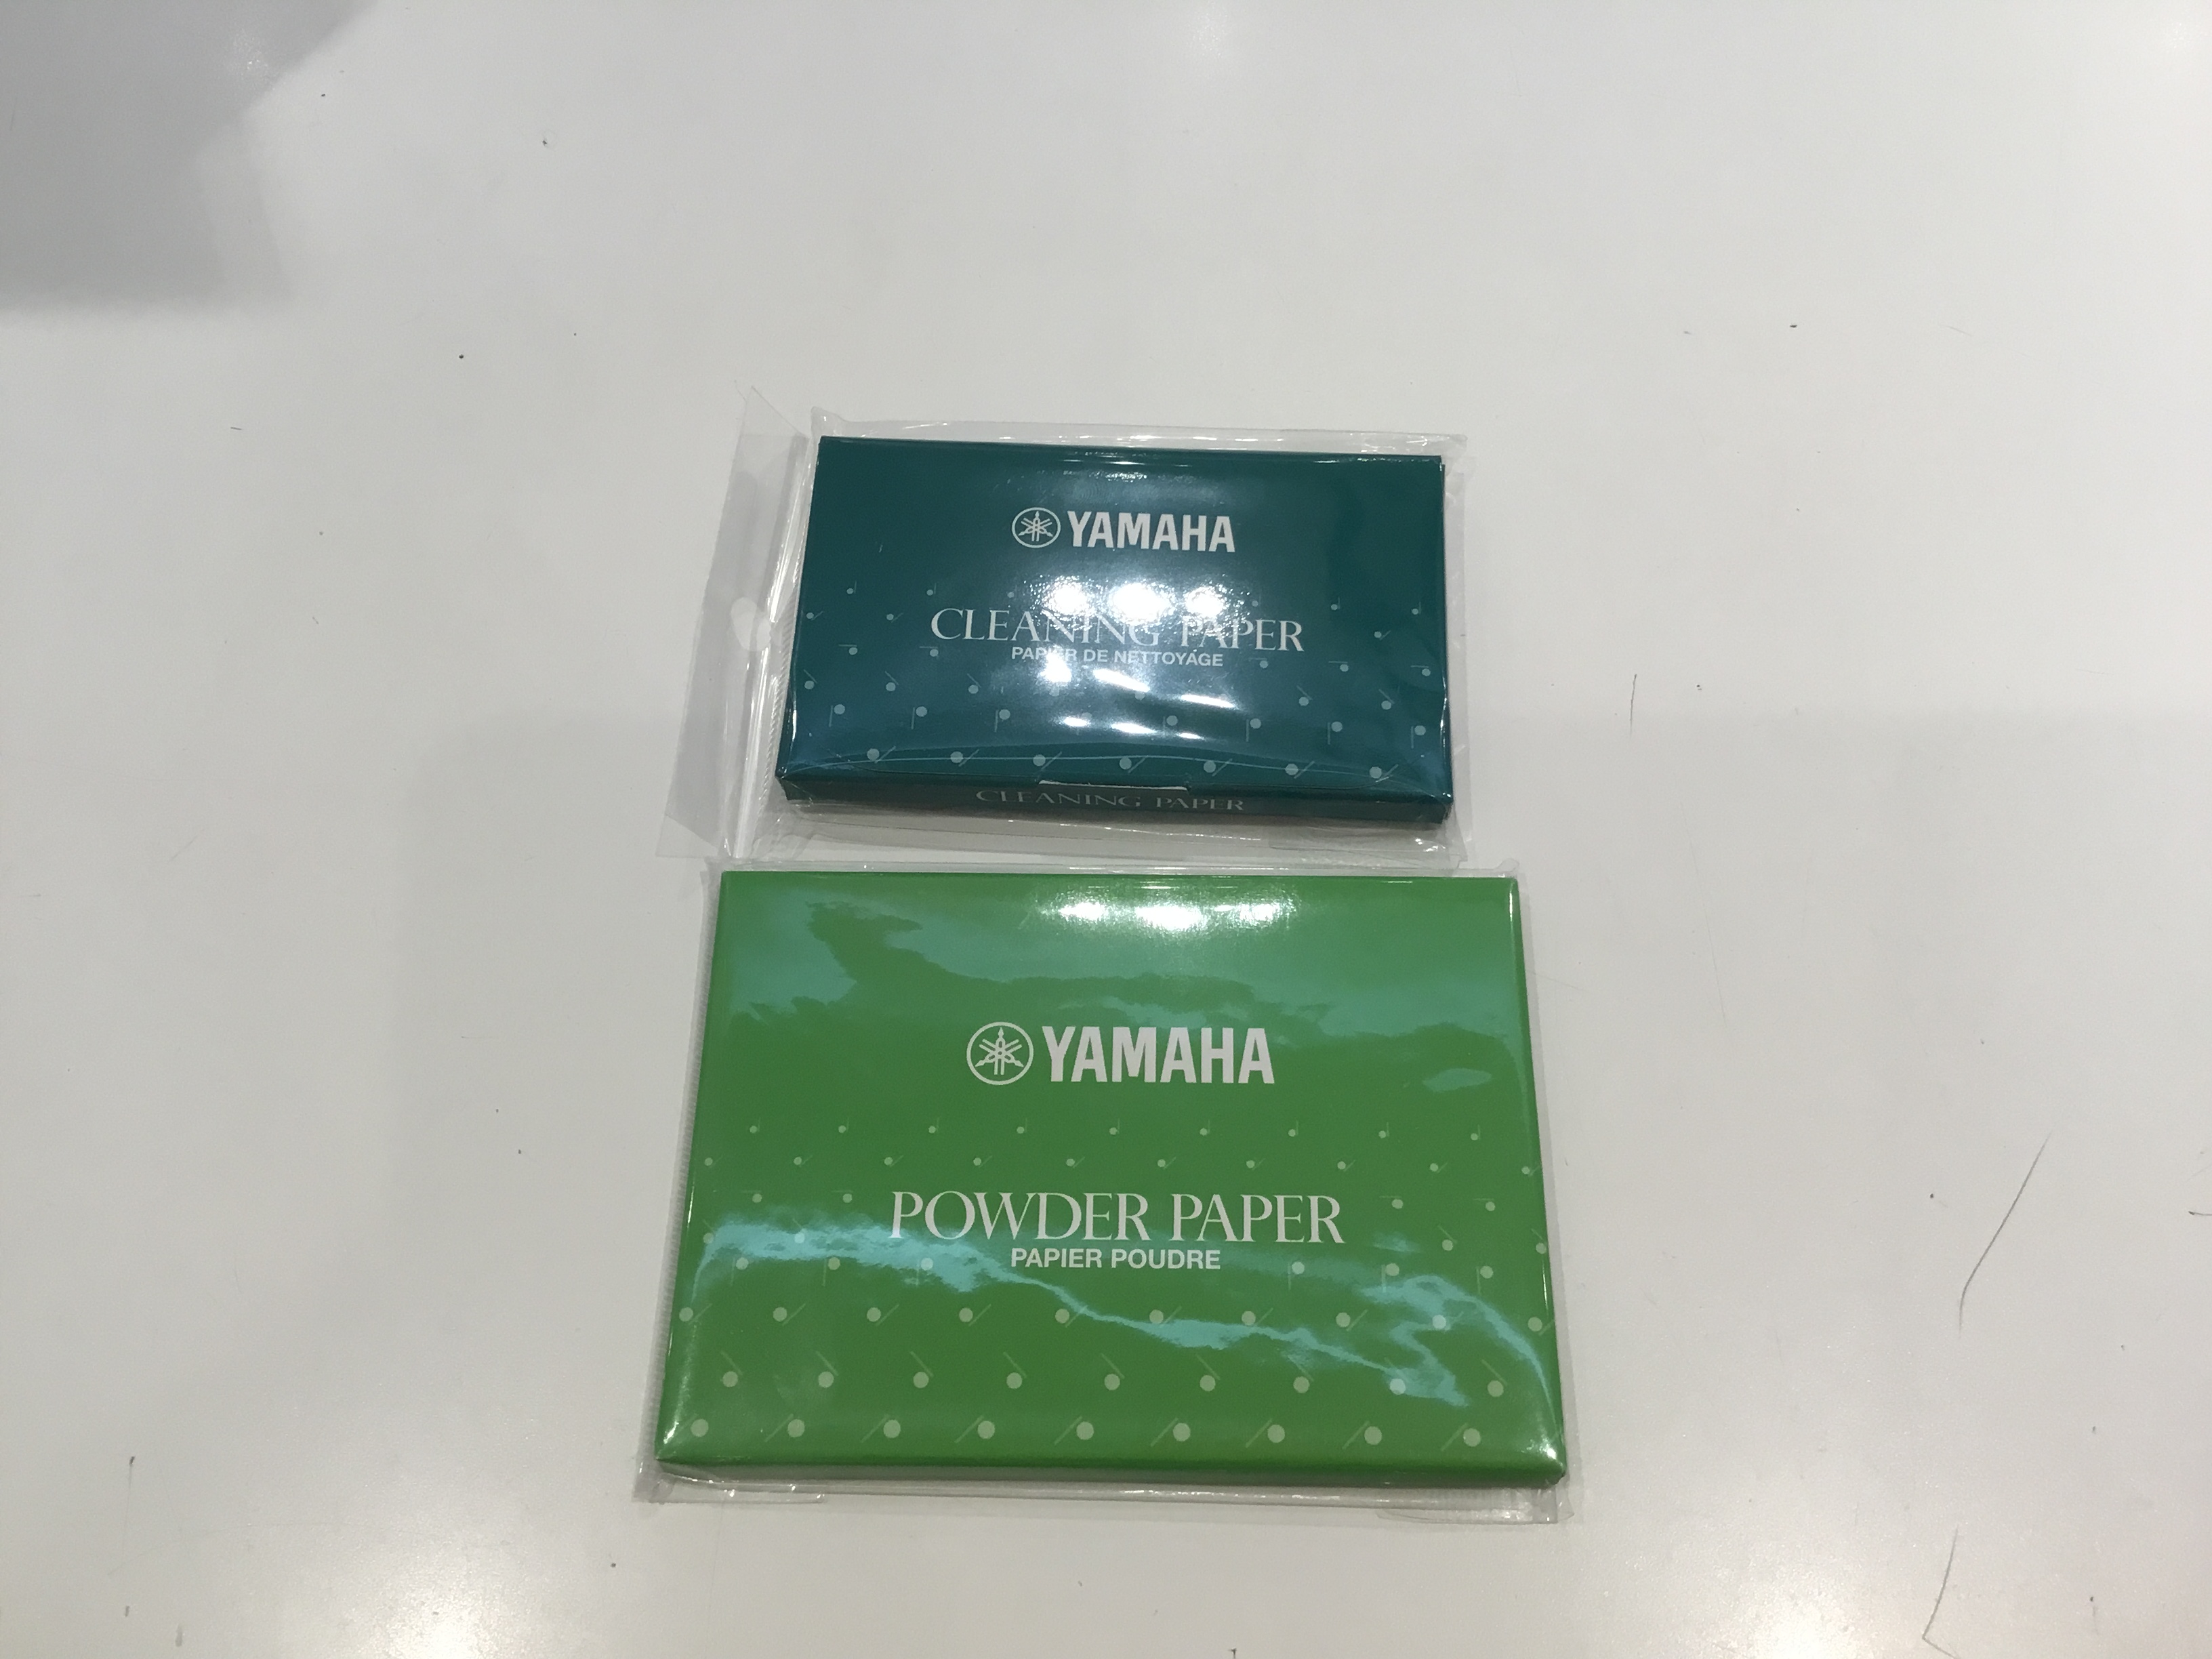 YAMAHA
CLEANING PAPER
PAPIER DE NETTOYAGE
CLEANING PAPER
YAMAHA
POWDER PAPER
PAPIER POUDRE